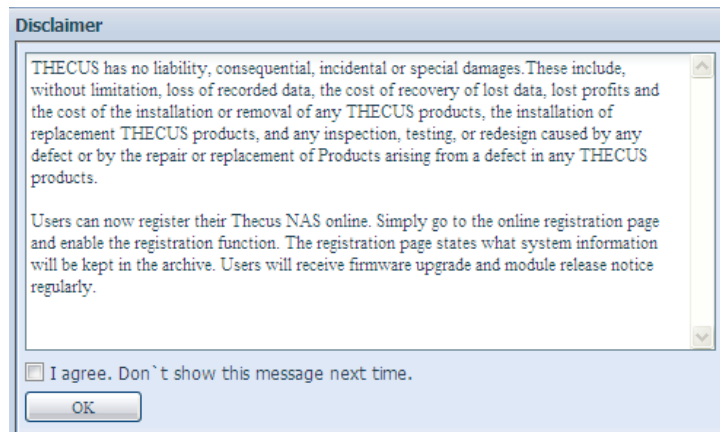 Disclaimer
THECUS has no liability, consequential, incidental or special damages.These include,
without limitation, loss of recorded data, the cost of recovery of lost data, lost profits and
the cost of the installation or removal of any THECUS products, the installation of
replacement THECUS products, and any inspection, testing, or redesign caused by any
defect or by the repair or replacement of Products arising from a defect in any THECUS
products.
Users can now register their Thecus NAS online. Simply go to the online registration page
and enable the registration function. The registration page states what system information
will be kept in the archive. Users will receive firmware upgrade and module release notice
regularly.
I agree. Don`t show this message next time.
OK